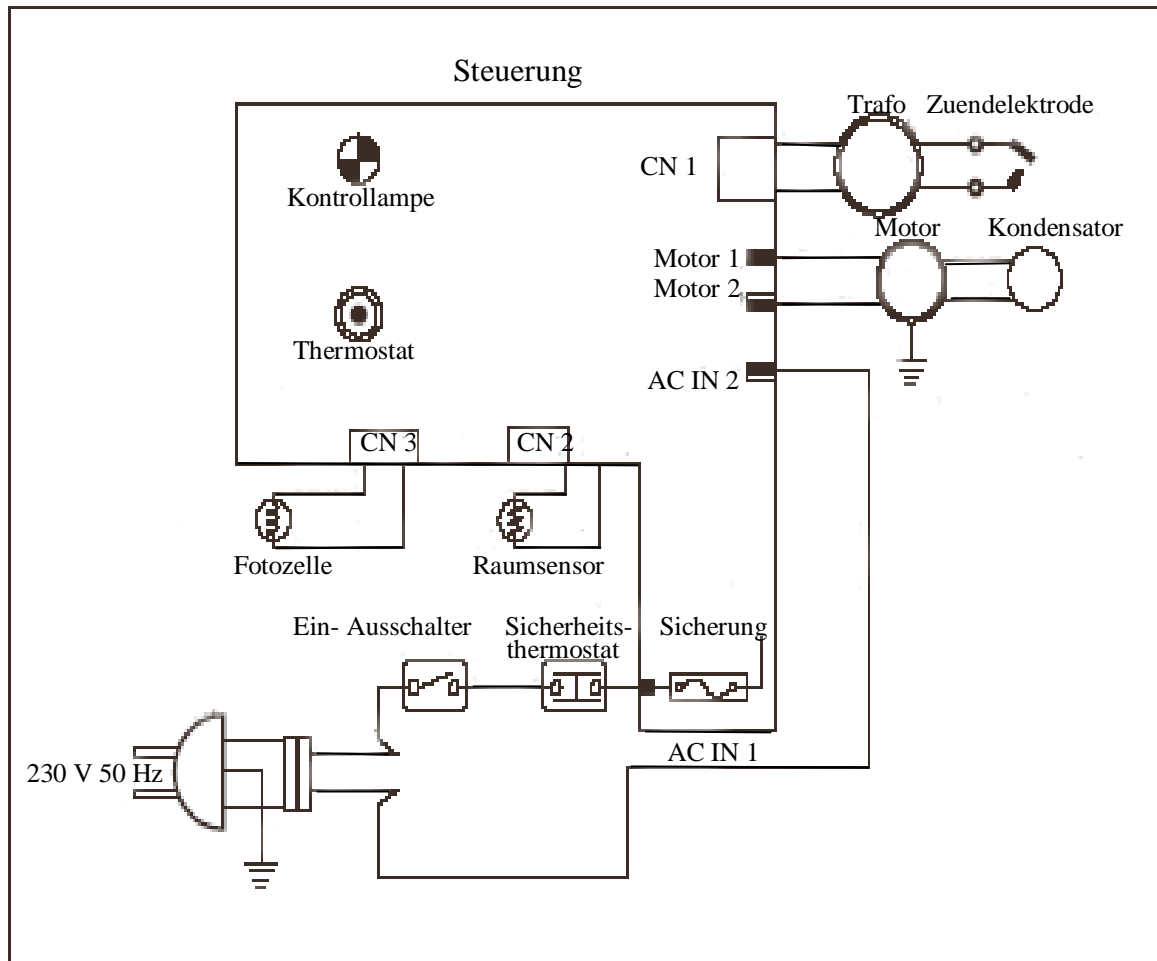 Steuerung
Trafo
Zuendelektrode
CN 1
Kontrollampe
Motor
Kondensator
Motor 1
Motor 2
Thermostat
AC IN 2
CN 3
CN 2
Fotozelle
Raumsensor
Ein- Ausschalter
Sicherheits-
thermostat
Sicherung
AC IN 1
230 V 50 Hz